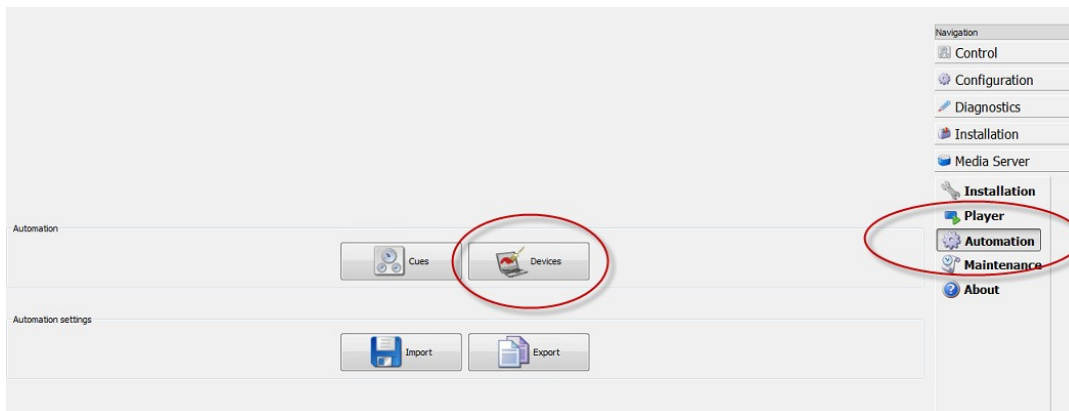 Navigation
Control
Configuration
Diagnostics
Installation
Media Server
Installation
Player
Automation
Maintenance
About
Automation
Cues
Devices
Automation settings
Import
Export